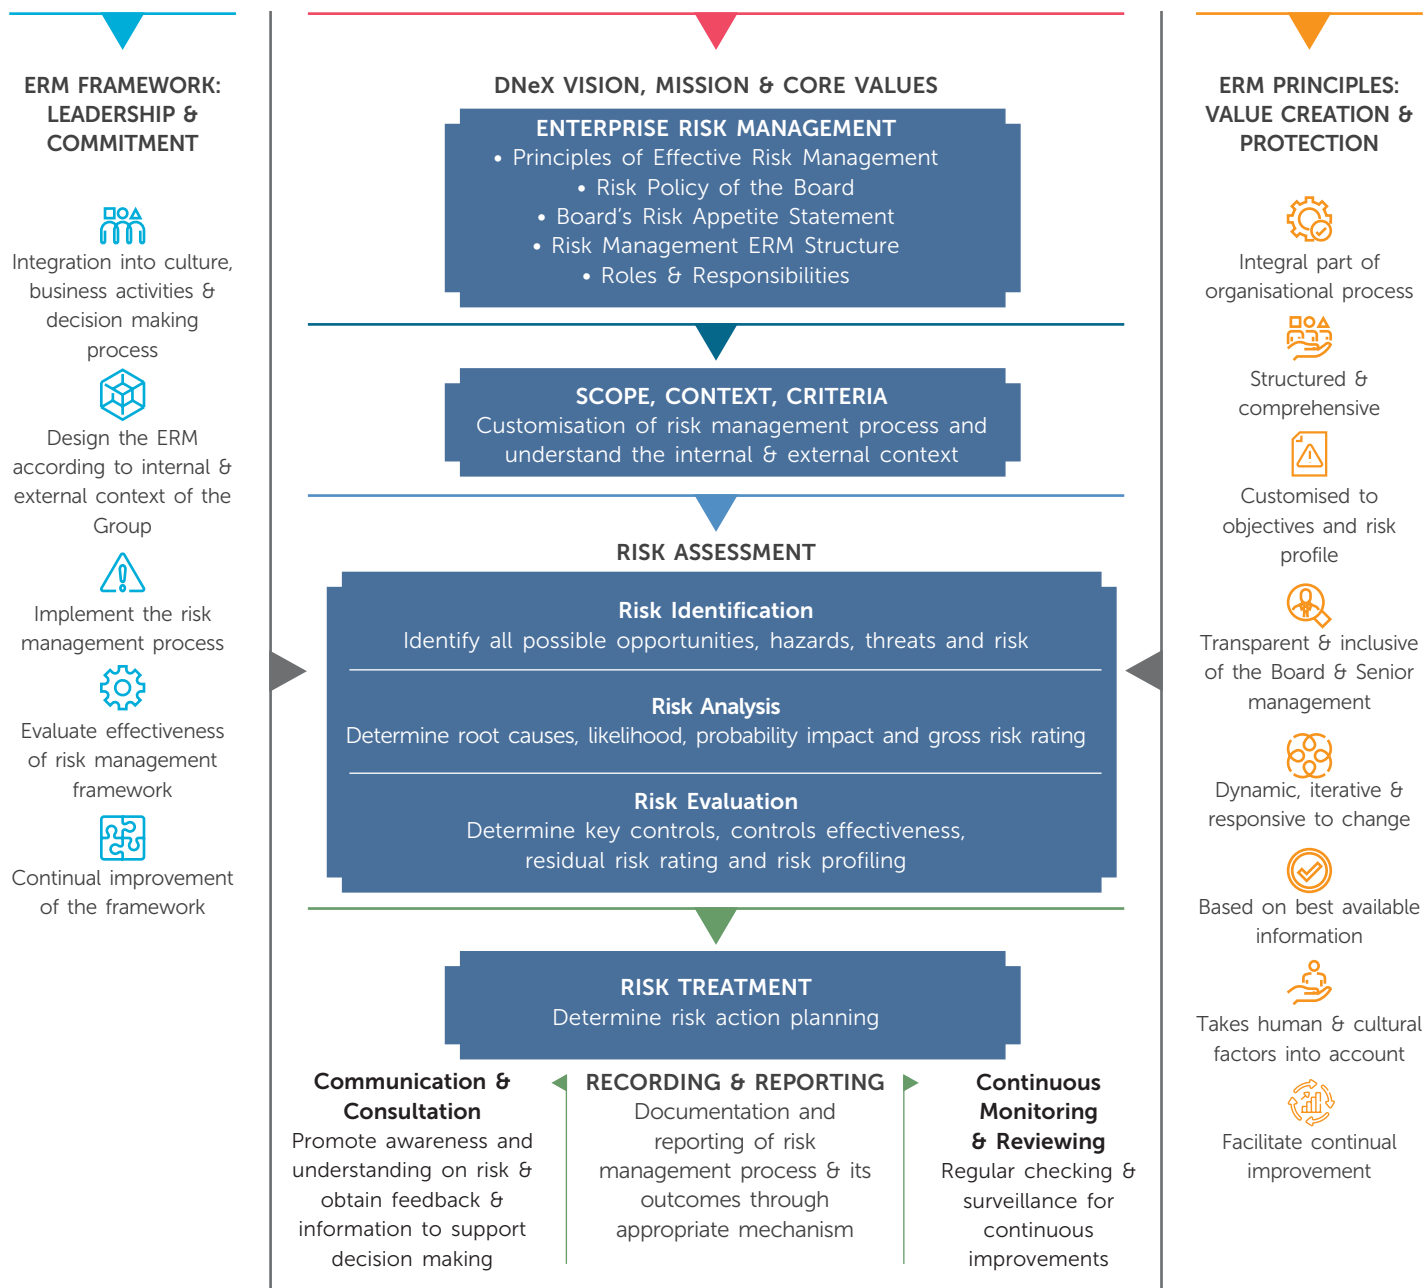 ERM FRAMEWORK:
LEADERSHIP &
COMMITMENT
Integration into culture,
business activities &
decision making
process
Design the ERM
according to internal &
external context of the
Group
Implement the risk
management process
Evaluate effectiveness
of risk management
framework
Continual improvement
of the framework
DNeX VISION, MISSION & CORE VALUES
ENTERPRISE RISK MANAGEMENT
• Principles of Effective Risk Management
• Risk Policy of the Board
• Board's Risk Appetite Statement
• Risk Management ERM Structure
• Roles & Responsibilities
SCOPE, CONTEXT, CRITERIA
Customisation of risk management process and
understand the internal & external context
RISK ASSESSMENT
Risk Identification
Identify all possible opportunities, hazards, threats and risk
Risk Analysis
Determine root causes, likelihood, probability impact and gross risk rating
Risk Evaluation
Determine key controls, controls effectiveness,
residual risk rating and risk profiling
RISK TREATMENT
Determine risk action planning
Communication &
Consultation
Promote awareness and
understanding on risk &
obtain feedback &
information to support
decision making
RECORDING & REPORTING
Documentation and
reporting of risk
management process & its
outcomes through
appropriate mechanism
Continuous
Monitoring
& Reviewing
Regular checking &
surveillance for
continuous
improvements
ERM PRINCIPLES:
VALUE CREATION &
PROTECTION
Integral part of
organisational process
Structured &
comprehensive
Customised to
objectives and risk
profile
Transparent & inclusive
of the Board & Senior
management
Dynamic, iterative &
responsive to change
Based on best available
information
Takes human & cultural
factors into account
Facilitate continual
improvement